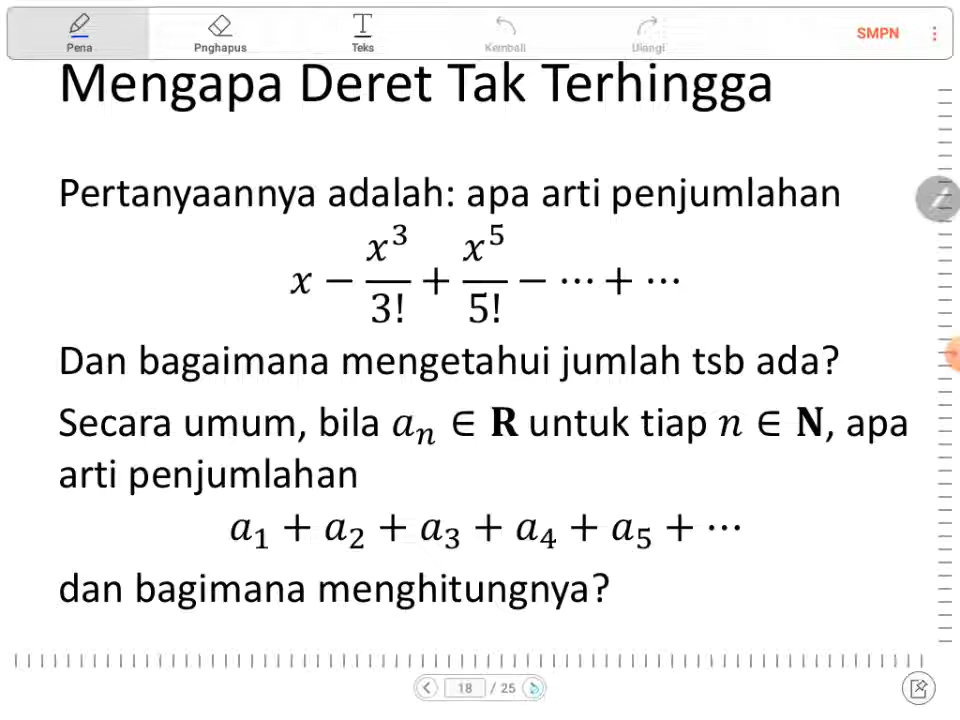 Pena Pnghapus Teks Kembali Ulangi SMPN
Mengapa Deret Tak Terhingga
Pertanyaannya adalah: apa arti penjumlahan
x − x³/3! + x⁵/5! − ⋯ + ⋯
Dan bagaimana mengetahui jumlah tsb ada?
Secara umum, bila aₙ ∈ R untuk tiap n ∈ N, apa
arti penjumlahan
a₁ + a₂ + a₃ + a₄ + a₅ + ⋯
dan bagimana menghitungnya?
18 / 25